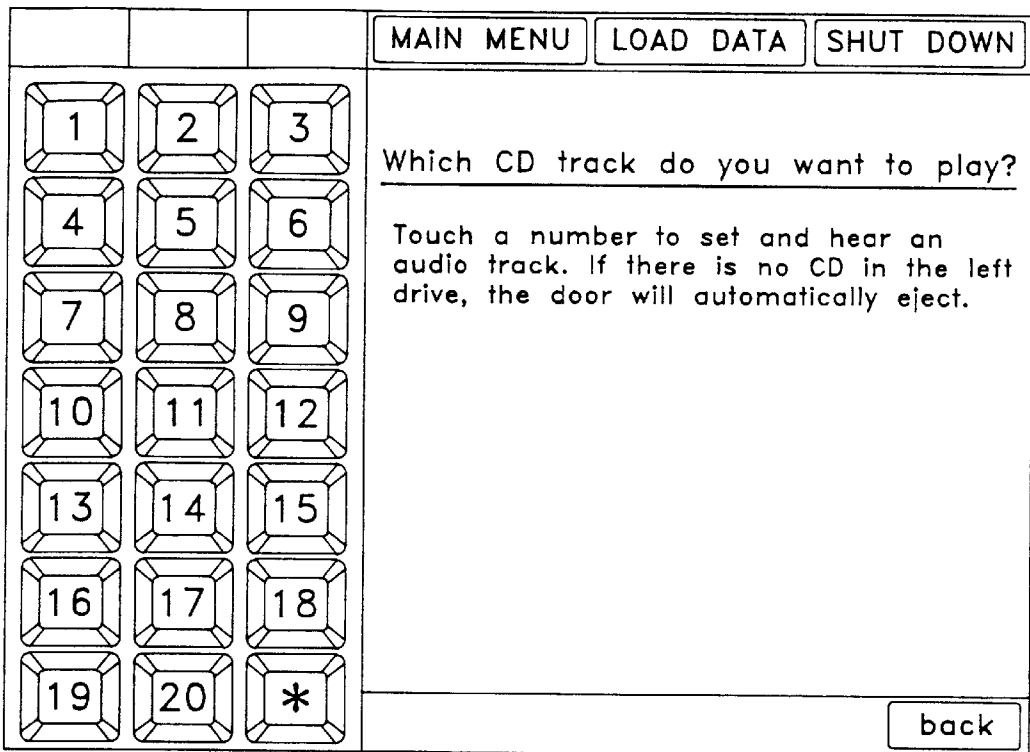 MAIN MENU LOAD DATA SHUT DOWN
1 2 3
4 5 6
7 8 9
10 11 12
13 14 15
16 17 18
19 20 *
Which CD track do you want to play?
Touch a number to set and hear an
audio track. If there is no CD in the left
drive, the door will automatically eject.
back